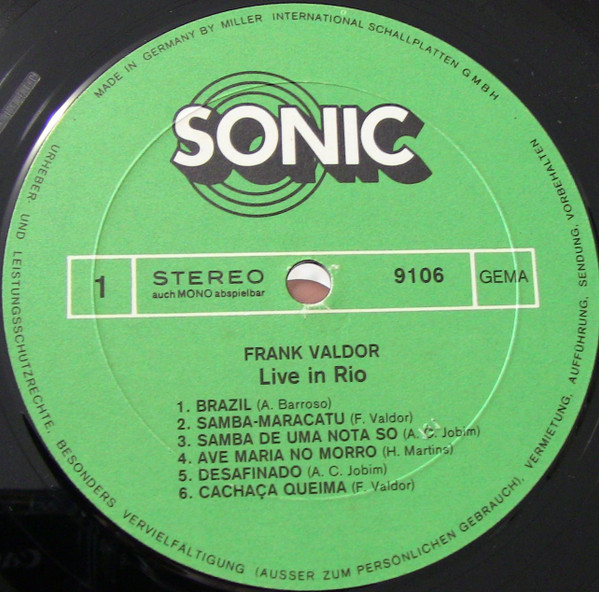 MADE IN GERMANY BY MILLER INTERNATIONAL SCHALLPLATTEN GMBH
SONIC
1
STEREO
auch MONO abspielbar
9106
GEMA
FRANK VALDOR
Live in Rio
1. BRAZIL (A. Barroso)
2. SAMBA-MARACATU (F. Valdor)
3. SAMBA DE UMA NOTA SO (A. C. Jobim)
4. AVE MARIA NO MORRO (H. Martins)
5. DESAFINADO (A. C. Jobim)
6. CACHAÇA QUEIMA (F. Valdor)
URHEBER UND LEISTUNGSSCHUTZRECHTE, BESONDERS VERVIELFÄLTIGUNG (AUSSER ZUM PERSÖNLICHEN GEBRAUCH), VERMIETUNG, AUFFÜHRUNG, SENDUNG, VORBEHALTEN